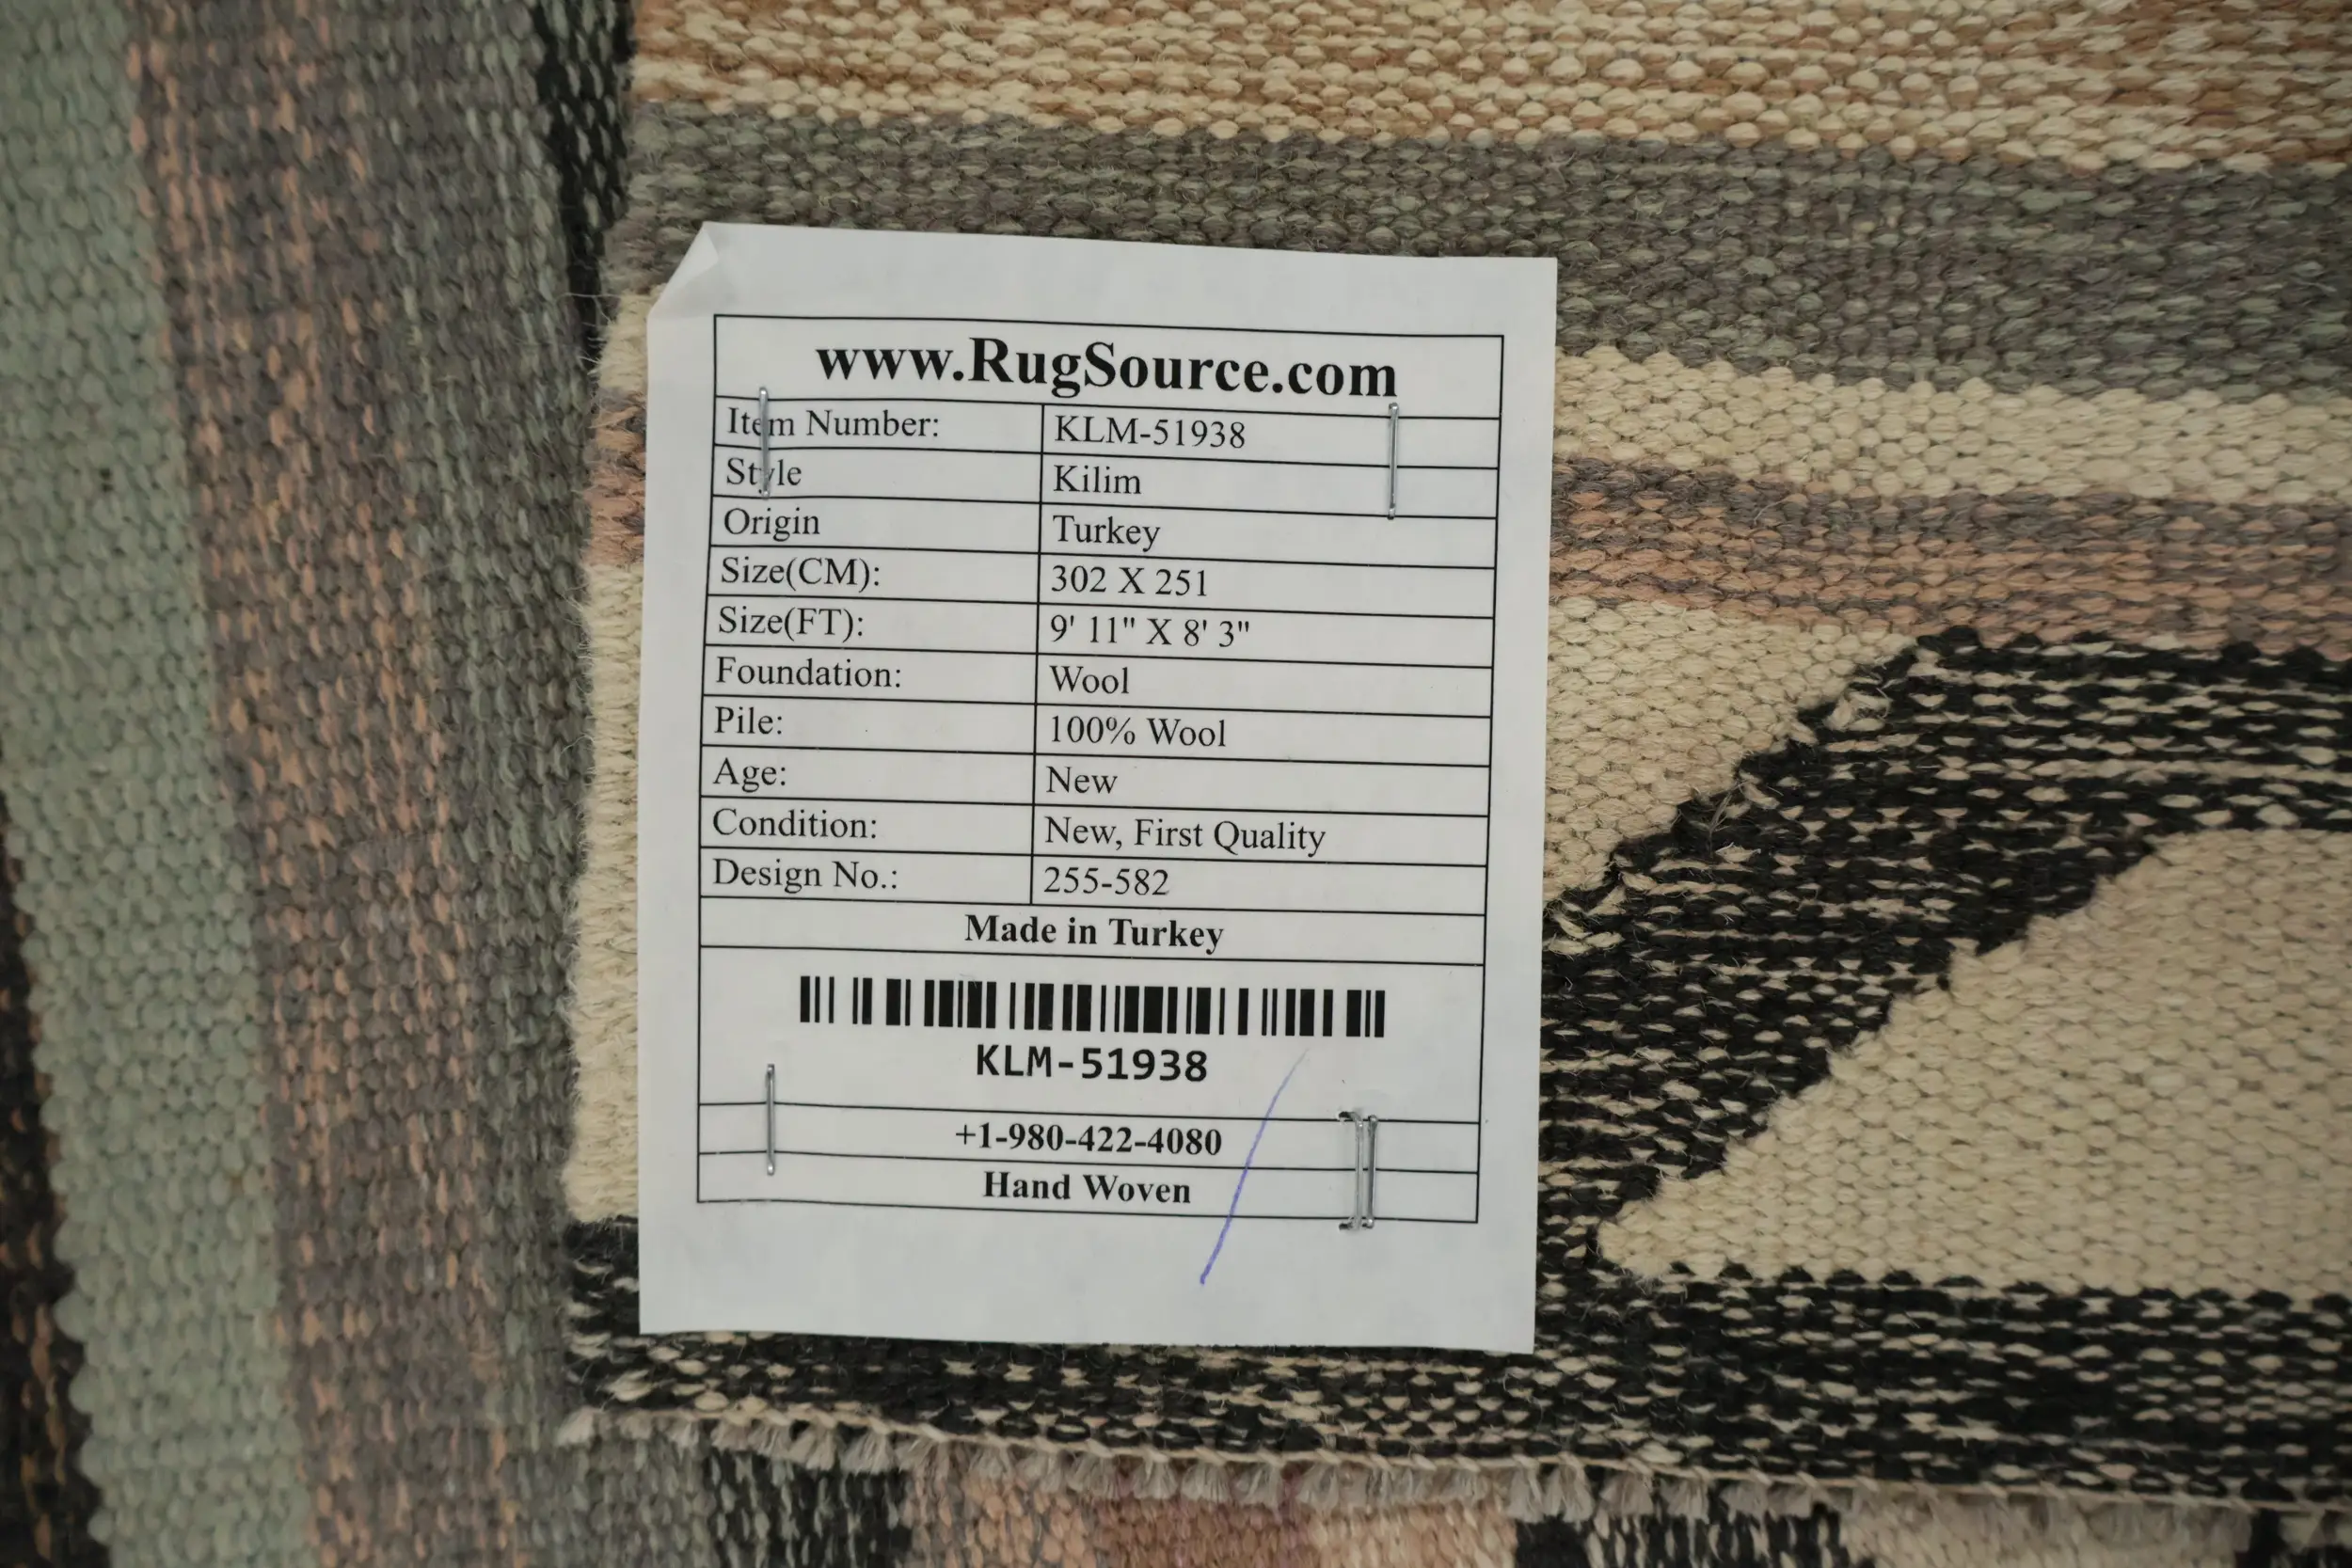 www.RugSource.com
Item Number: KLM-51938
Style Kilim
Origin Turkey
Size(CM): 302 X 251
Size(FT): 9' 11" X 8' 3"
Foundation: Wool
Pile: 100% Wool
Age: New
Condition: New, First Quality
Design No.: 255-582
Made in Turkey
KLM-51938
+1-980-422-4080
Hand Woven